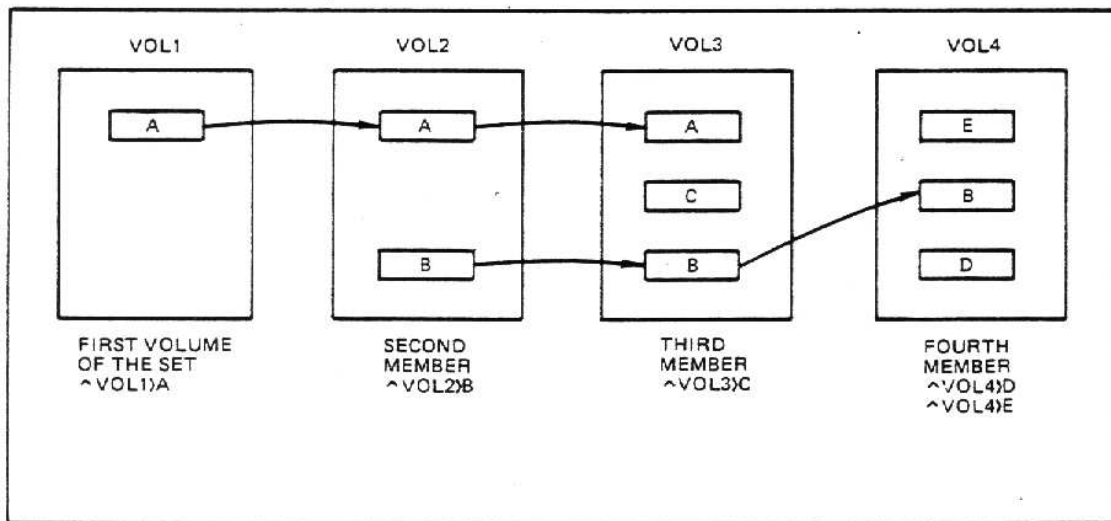 VOL1 VOL2 VOL3 VOL4
A A A E
C B
B B D
FIRST VOLUME
OF THE SET
^VOL1⟩A
SECOND
MEMBER
^VOL2⟩B
THIRD
MEMBER
^VOL3⟩C
FOURTH
MEMBER
^VOL4⟩D
^VOL4⟩E